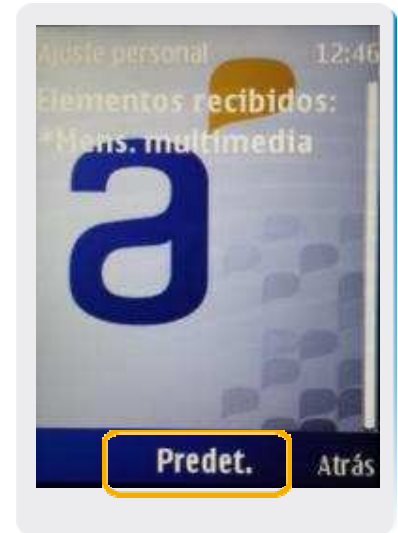 Ajuste personal 12:46
Elementos recibidos:
*Mens. multimedia
a
Predet. Atrás